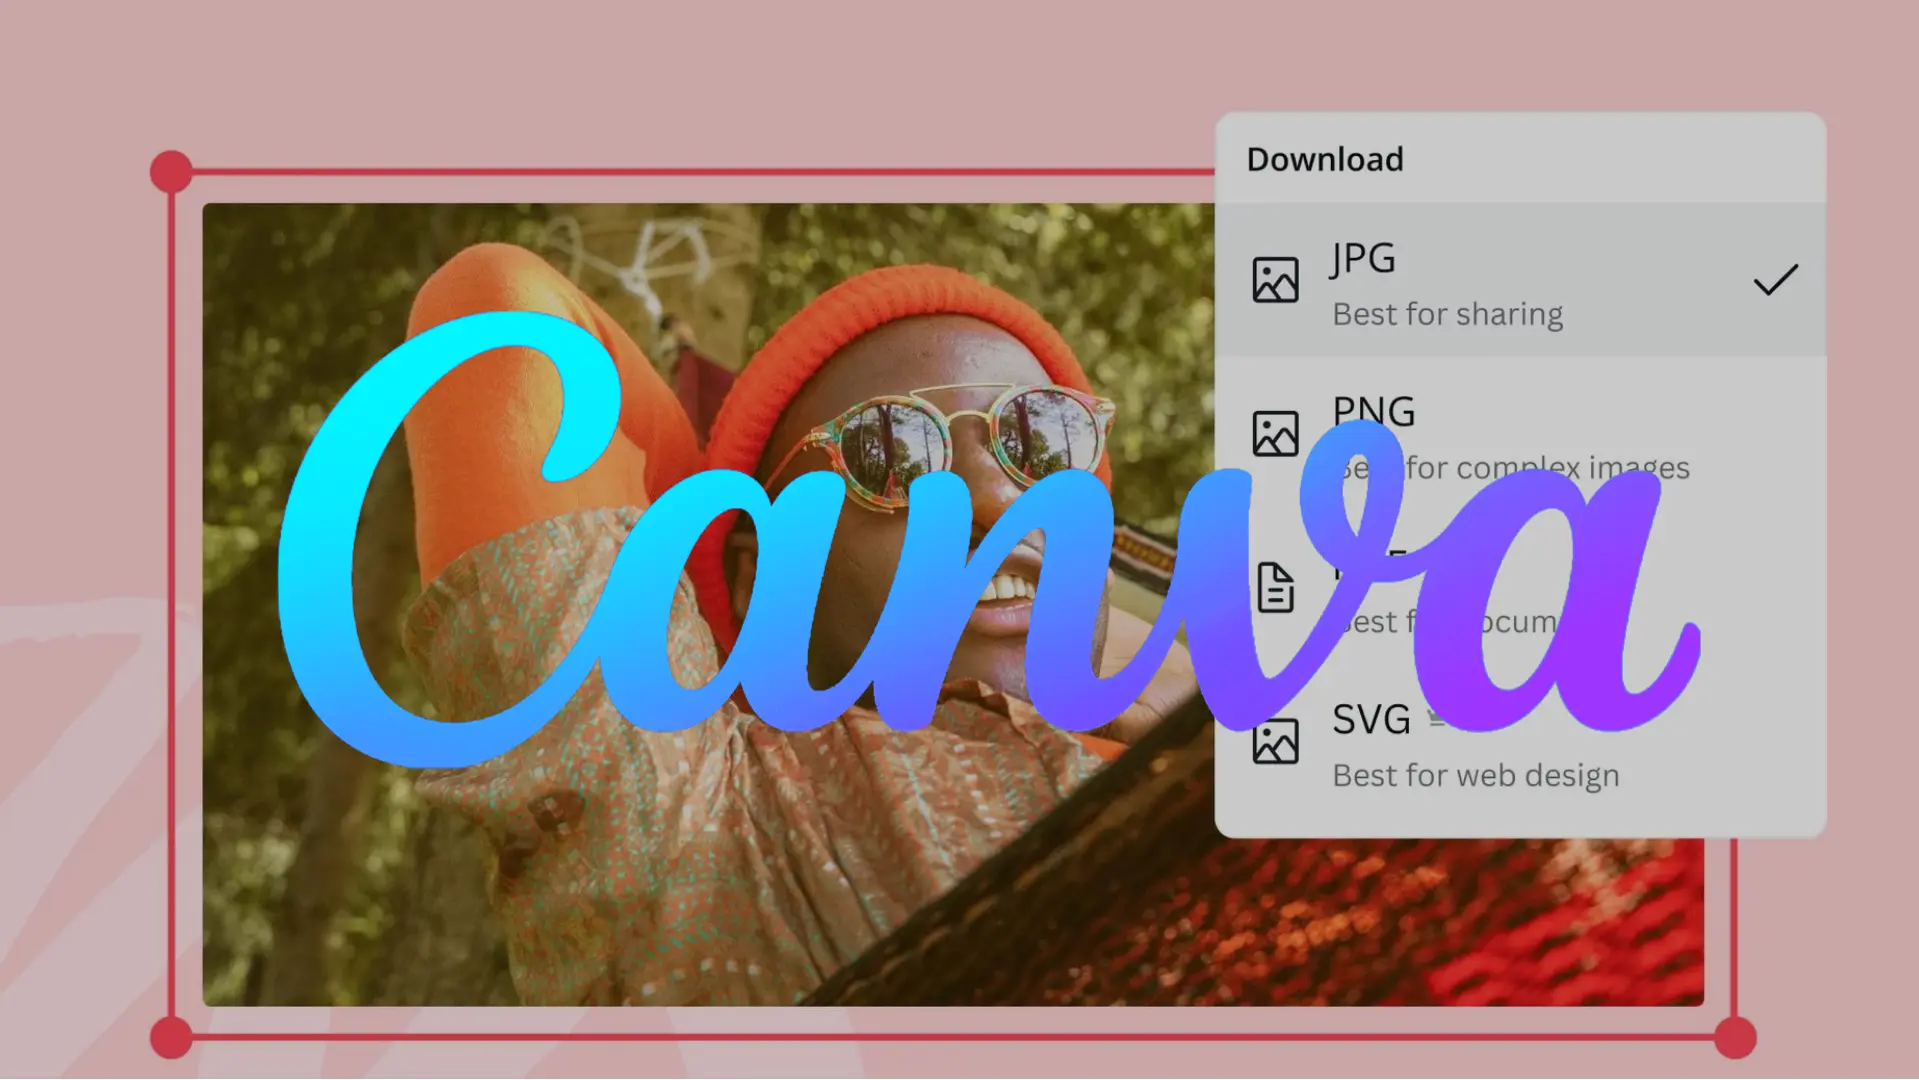 Download
JPG
Best for sharing
PNG
for complex images
Canva
SVG
Best for web design